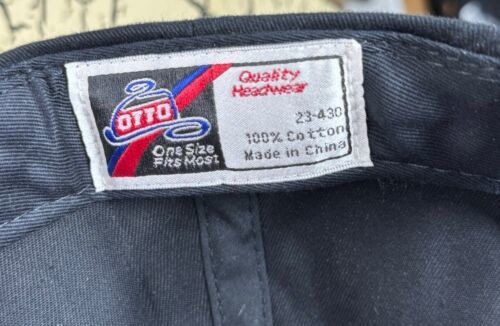 OTTO
One Size
Fits Most
Quality
Headwear
23-430
100% Cotton
Made in China